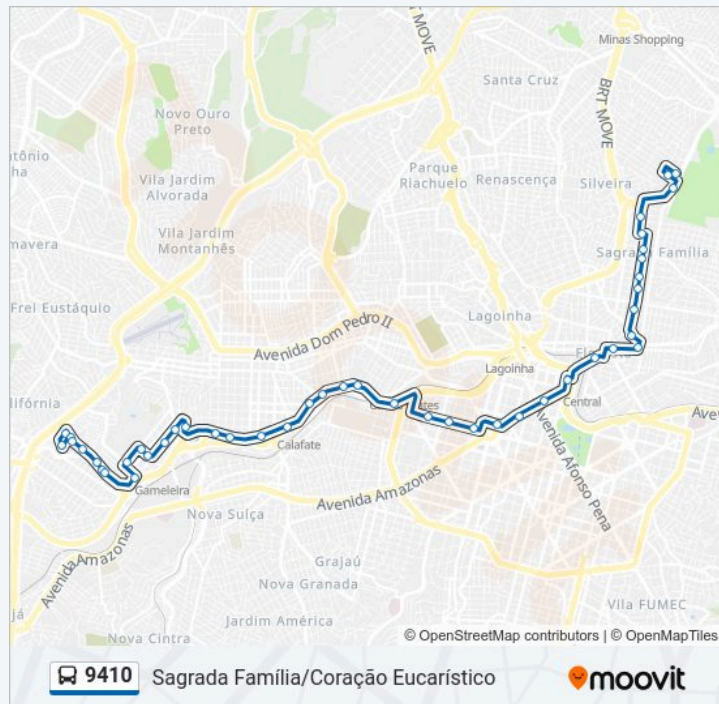 MOVE
Minas Shopping
Santa Cruz
BRT MOVE
Novo Ouro
Preto
Parque
Riachuelo
Renascença
Silveira
Vila Jardim
Alvorada
Vila Jardim
Montanhês
Sagrada Família
Frei Eustáquio
Lagoinha
Avenida Dom Pedro II
Lagoinha
Central
Calafate
Gameleira
Avenida Amazonas
Avenida Afonso Pena
Nova Suíça
Avenida Amazonas
Grajaú
Nova Granada
Jardim América
Vila FUMEC
Nova Cintra
© OpenStreetMap contributors | © OpenMapTiles
9410 Sagrada Família/Coração Eucarístico
moovit